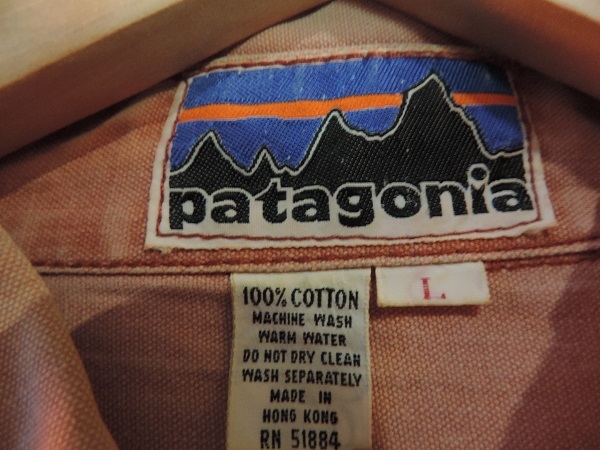 patagonia
100% COTTON
L
MACHINE WASH
WARM WATER
DO NOT DRY CLEAN
WASH SEPARATELY
MADE IN
HONG KONG
RN 51884